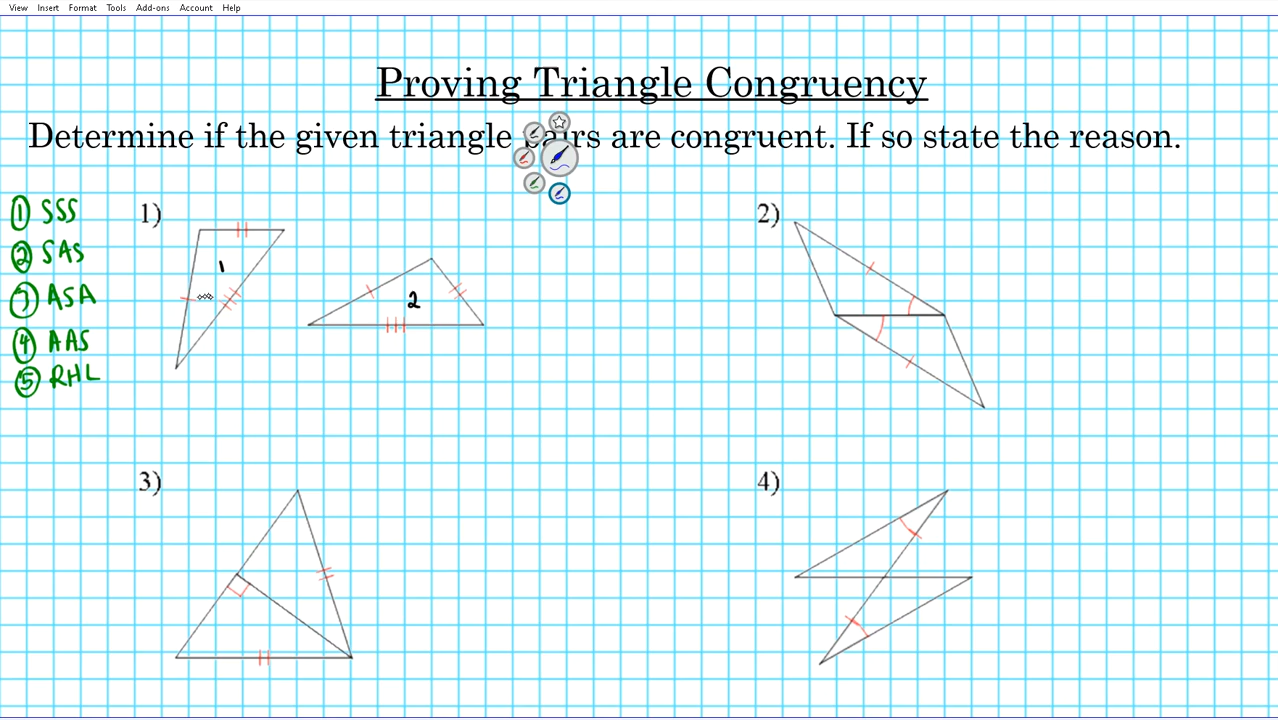 View Insert Format Tools Add-ons Account Help
Proving Triangle Congruency
Determine if the given triangle pairs are congruent. If so state the reason.
① SSS
② SAS
③ ASA
④ AAS
⑤ RHL
1)
1
2
2)
3)
4)